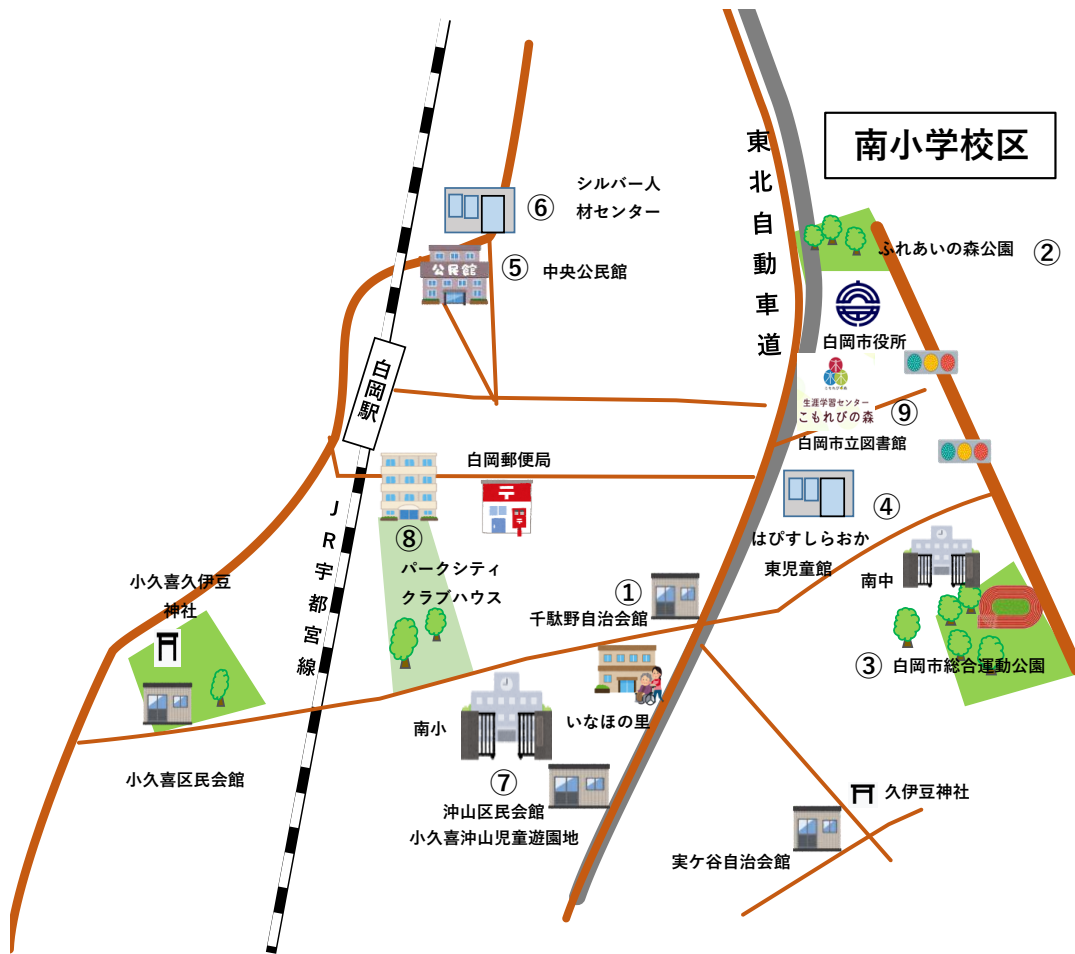 南小学校区
東北自動車道
シルバー人
材センター
⑥
⑤
中央公民館
公民館
ふれあいの森公園
②
白岡市役所
白岡駅
生涯学習センター
こもれびの森
⑨
白岡市立図書館
白岡郵便局
〒
〒
④
はぴすしらおか
東児童館
⑧
パークシティ
クラブハウス
JR宇都宮線
南中
①
千駄野自治会館
小久喜久伊豆
神社
③
白岡市総合運動公園
南小
いなほの里
小久喜区民会館
⑦
沖山区民会館
小久喜沖山児童遊園地
久伊豆神社
実ケ谷自治会館